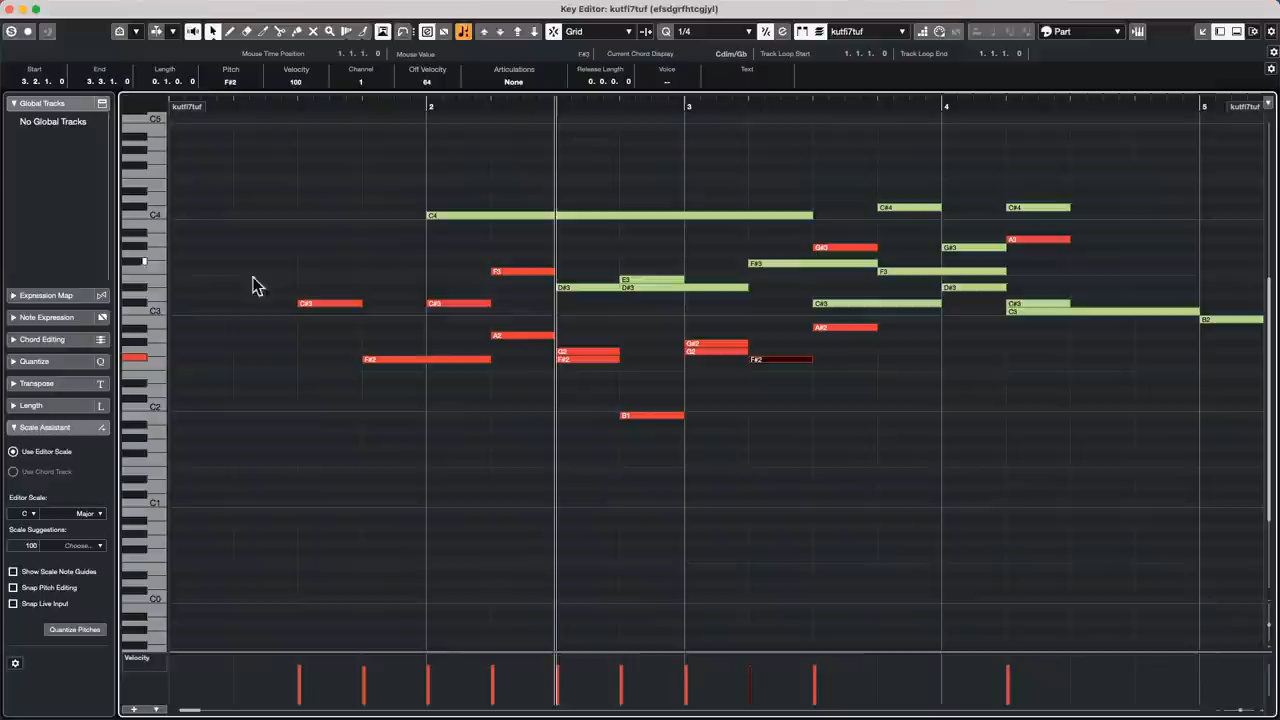 Key Editor: kutfi7tuf (efsdgrfhtcgjyl)
Grid 1/4 kutfi7tuf Part
Mouse Time Position 1. 1. 1. 0 Mouse Value F#3 Current Chord Display Cdim/Gb Track Loop Start 1. 1. 1. 0 Track Loop End 1. 1. 1. 0
Start End Length Pitch Velocity Channel Off Velocity Articulations Release Length Voice Text
3. 2. 1. 0 3. 3. 1. 0 0. 1. 0. 0 F#2 100 1 64 None 0. 0. 0. 0 --
Global Tracks
No Global Tracks
Expression Map
Note Expression
Chord Editing
Quantize Q
Transpose T
Length L
Scale Assistant
Use Editor Scale
Use Chord Track
Editor Scale:
C Major
Scale Suggestions:
100 Choose...
Show Scale Note Guides
Snap Pitch Editing
Snap Live Input
Quantize Pitches
kutfi7tuf 2 3 4 5 kutfi7tuf
C5
C#4 C#4
C4 C4
A3
G#3 G#3
F#3
F3 F3
E3
D#3 D#3 D#3
C#3 C#3 C#3 C#3
C3 C3
B2
A2
A#2
G#2
G2 G2
F#2 F#2 F#2
C2
B1
C1
C0
Velocity